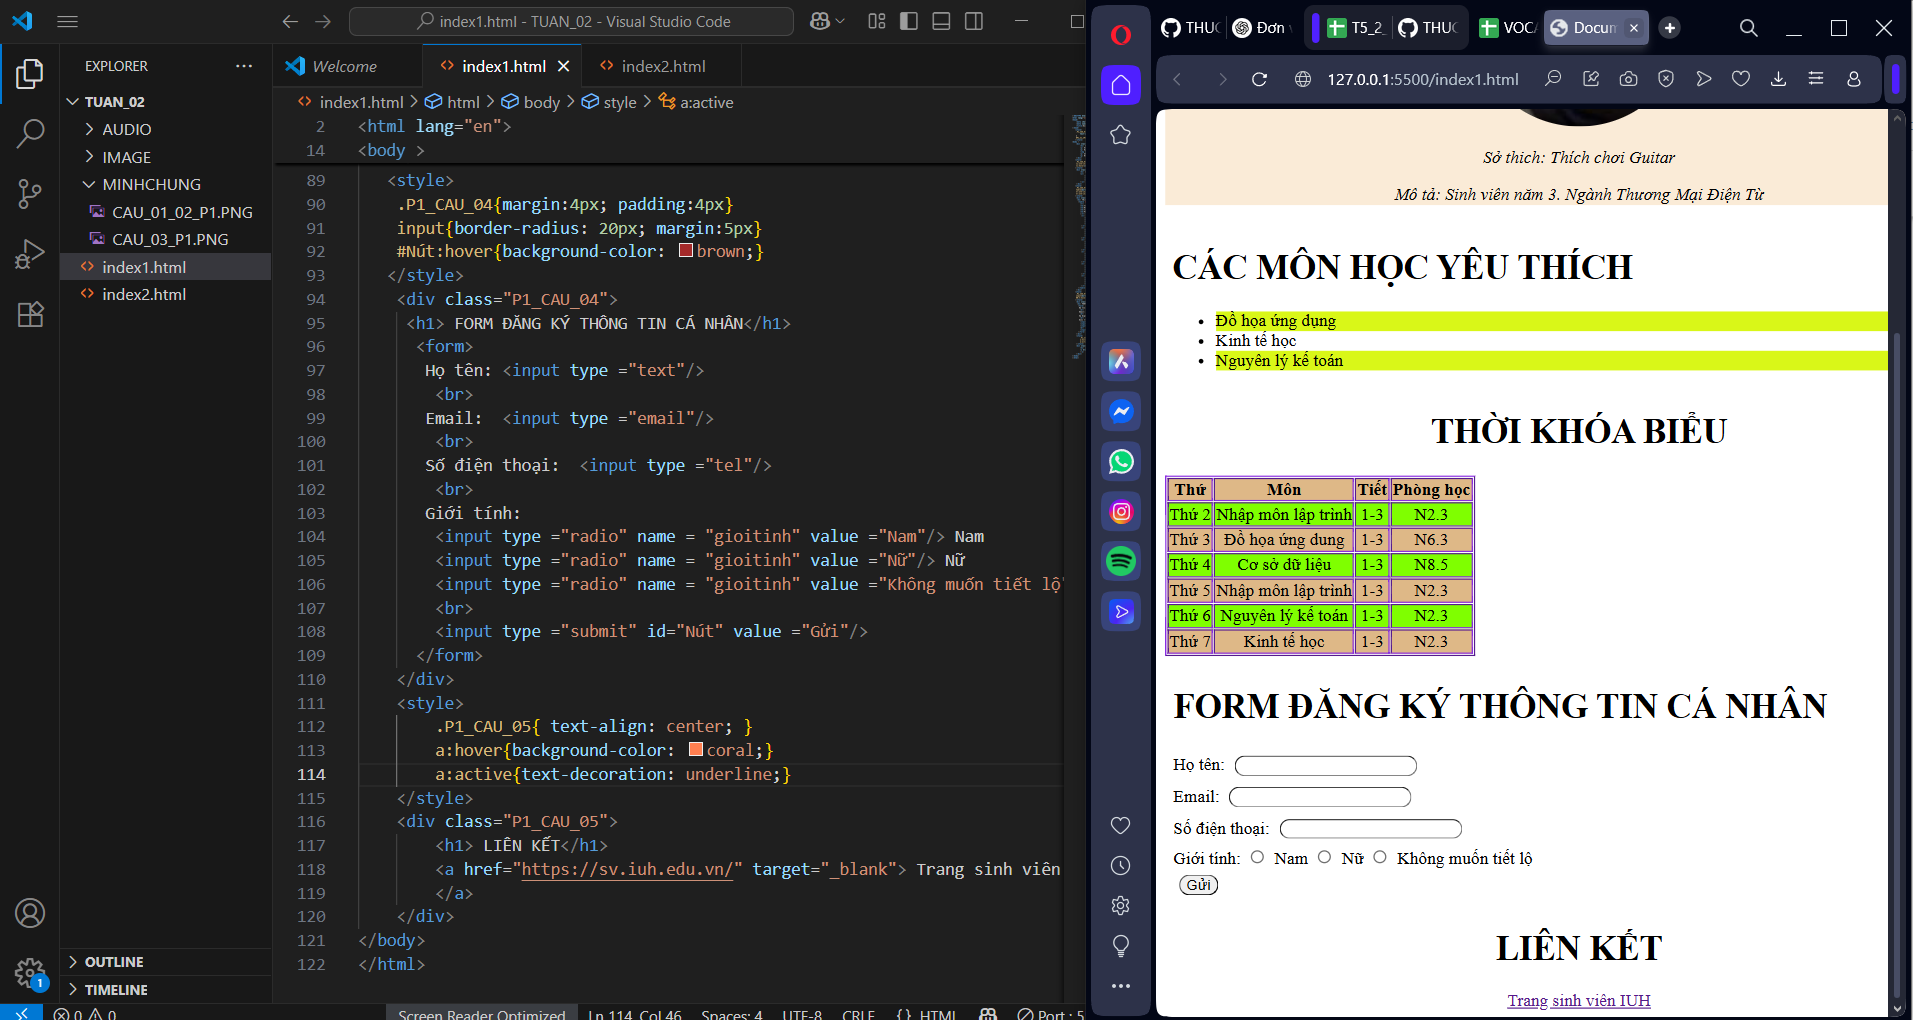 index1.html - TUAN_02 - Visual Studio Code
EXPLORER
TUAN_02
AUDIO
IMAGE
MINHCHUNG
CAU_01_02_P1.PNG
CAU_03_P1.PNG
index1.html
index2.html
OUTLINE
TIMELINE
1
Welcome
index1.html
index2.html
index1.html > html > body > style > a:active
2 <html lang="en">
14 <body >
89 <style>
90 .P1_CAU_04{margin:4px; padding:4px}
91 input{border-radius: 20px; margin:5px}
92 #Nút:hover{background-color: brown;}
93 </style>
94 <div class="P1_CAU_04">
95 <h1> FORM ĐĂNG KÝ THÔNG TIN CÁ NHÂN</h1>
96 <form>
97 Họ tên: <input type ="text"/>
98 <br>
99 Email:  <input type ="email"/>
100 <br>
101 Số điện thoại:  <input type ="tel"/>
102 <br>
103 Giới tính:
104 <input type ="radio" name = "gioitinh" value ="Nam"/> Nam
105 <input type ="radio" name = "gioitinh" value ="Nữ"/> Nữ
106 <input type ="radio" name = "gioitinh" value ="Không muốn tiết lộ"
107 <br>
108 <input type ="submit" id="Nút" value ="Gửi"/>
109 </form>
110 </div>
111 <style>
112 .P1_CAU_05{ text-align: center; }
113 a:hover{background-color: coral;}
114 a:active{text-decoration: underline;}
115 </style>
116 <div class="P1_CAU_05">
117 <h1> LIÊN KẾT</h1>
118 <a href="https://sv.iuh.edu.vn/" target="_blank"> Trang sinh viên
119 </a>
120 </div>
121 </body>
122 </html>
0 0
Screen Reader Optimized
Ln 114, Col 46
Spaces: 4
UTF-8
CRLF
{} HTML
Port : 5
THUC
Đơn
T5_2_
THUC
VOCA
Docum
127.0.0.1:5500/index1.html
Sở thích: Thích chơi Guitar
Mô tả: Sinh viên năm 3. Ngành Thương Mại Điện Từ
CÁC MÔN HỌC YÊU THÍCH
• Đồ họa ứng dụng
• Kinh tế học
• Nguyên lý kế toán
THỜI KHÓA BIỂU
Thứ Môn Tiết Phòng học
Thứ 2 Nhập môn lập trình 1-3 N2.3
Thứ 3 Đồ họa ứng dung 1-3 N6.3
Thứ 4 Cơ sở dữ liệu 1-3 N8.5
Thứ 5 Nhập môn lập trình 1-3 N2.3
Thứ 6 Nguyên lý kế toán 1-3 N2.3
Thứ 7 Kinh tế học 1-3 N2.3
FORM ĐĂNG KÝ THÔNG TIN CÁ NHÂN
Họ tên:
Email:
Số điện thoại:
Giới tính: Nam Nữ Không muốn tiết lộ
Gửi
LIÊN KẾT
Trang sinh viên IUH